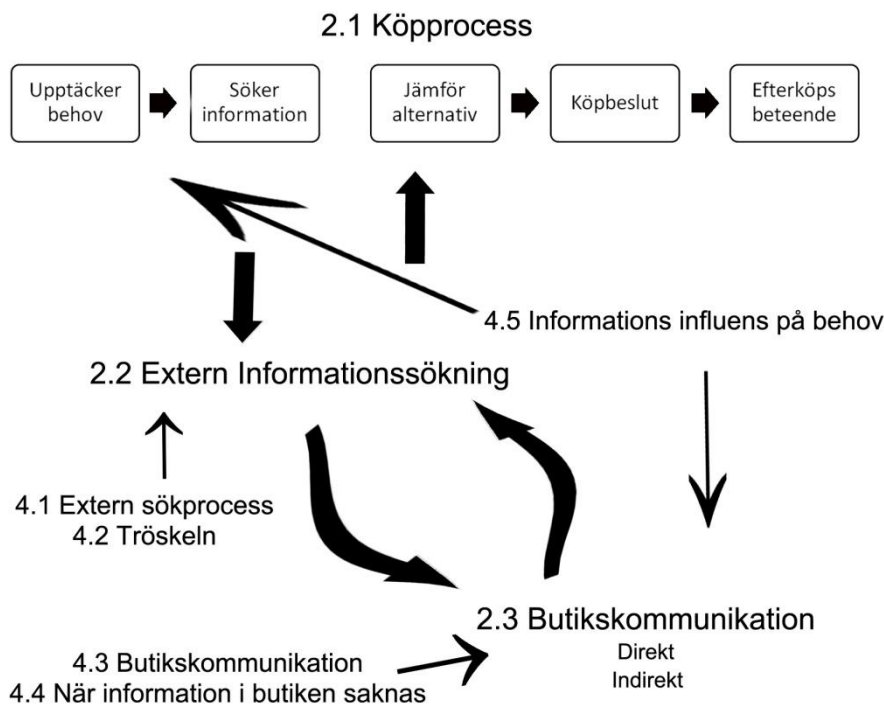 2.1 Köpprocess
Upptäcker
behov
Söker
information
Jämför
alternativ
Köpbeslut
Efterköps
beteende
4.5 Informations influens på behov
2.2 Extern Informationssökning
4.1 Extern sökprocess
4.2 Tröskeln
2.3 Butikskommunikation
Direkt
Indirekt
4.3 Butikskommunikation
4.4 När information i butiken saknas